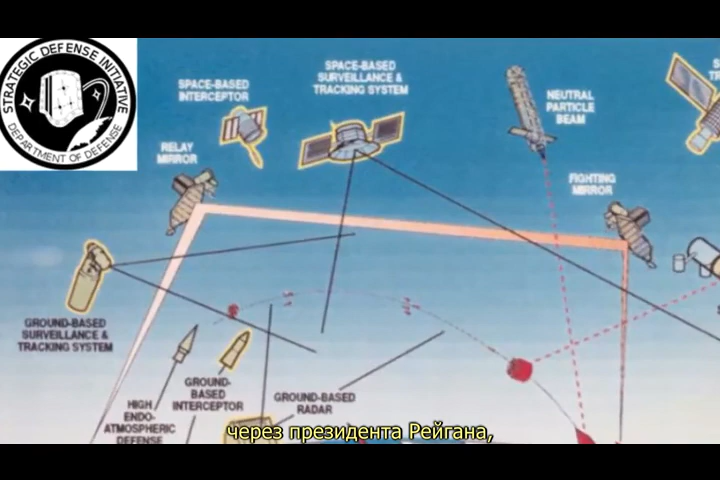 STRATEGIC DEFENSE INITIATIVE
DEPARTMENT OF DEFENSE
SPACE-BASED
INTERCEPTOR
SPACE-BASED
SURVEILLANCE &
TRACKING SYSTEM
NEUTRAL
PARTICLE
BEAM
RELAY
MIRROR
FIGHTING
MIRROR
GROUND-BASED
SURVEILLANCE &
TRACKING SYSTEM
HIGH
ENDO-
ATMOSPHERIC
DEFENSE
GROUND-
BASED
INTERCEPTOR
GROUND-BASED
RADAR
через президента Рейгана,